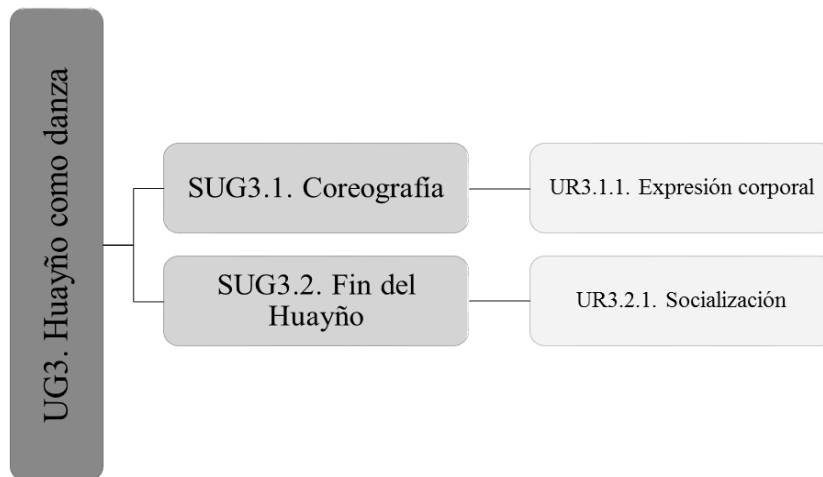 UG3. Huayño como danza
SUG3.1. Coreografía
UR3.1.1. Expresión corporal
SUG3.2. Fin del
Huayño
UR3.2.1. Socialización